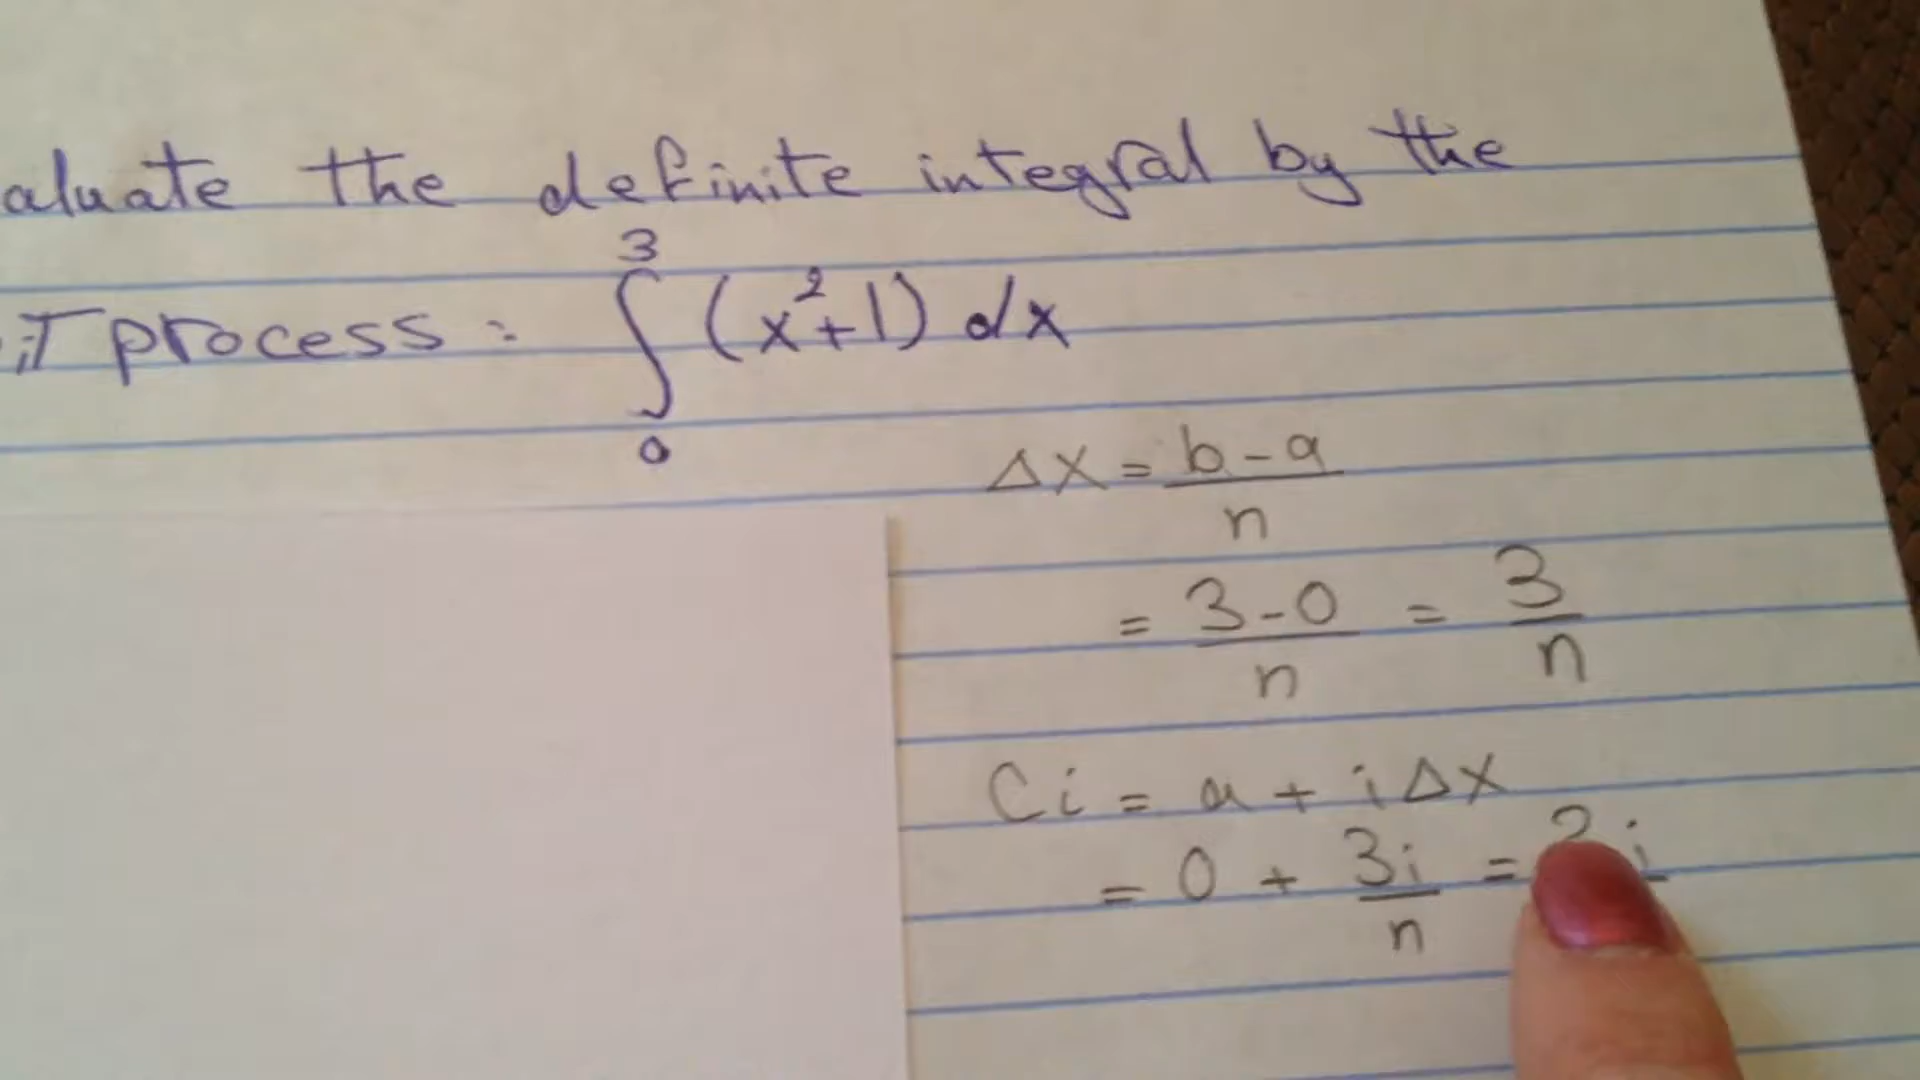 aluate the definite integral by the
it process: ∫₀³ (x²+1) dx
Δx = b-a/n
= 3-0/n = 3/n
Ci = a + iΔx
= 0 + 3i/n =